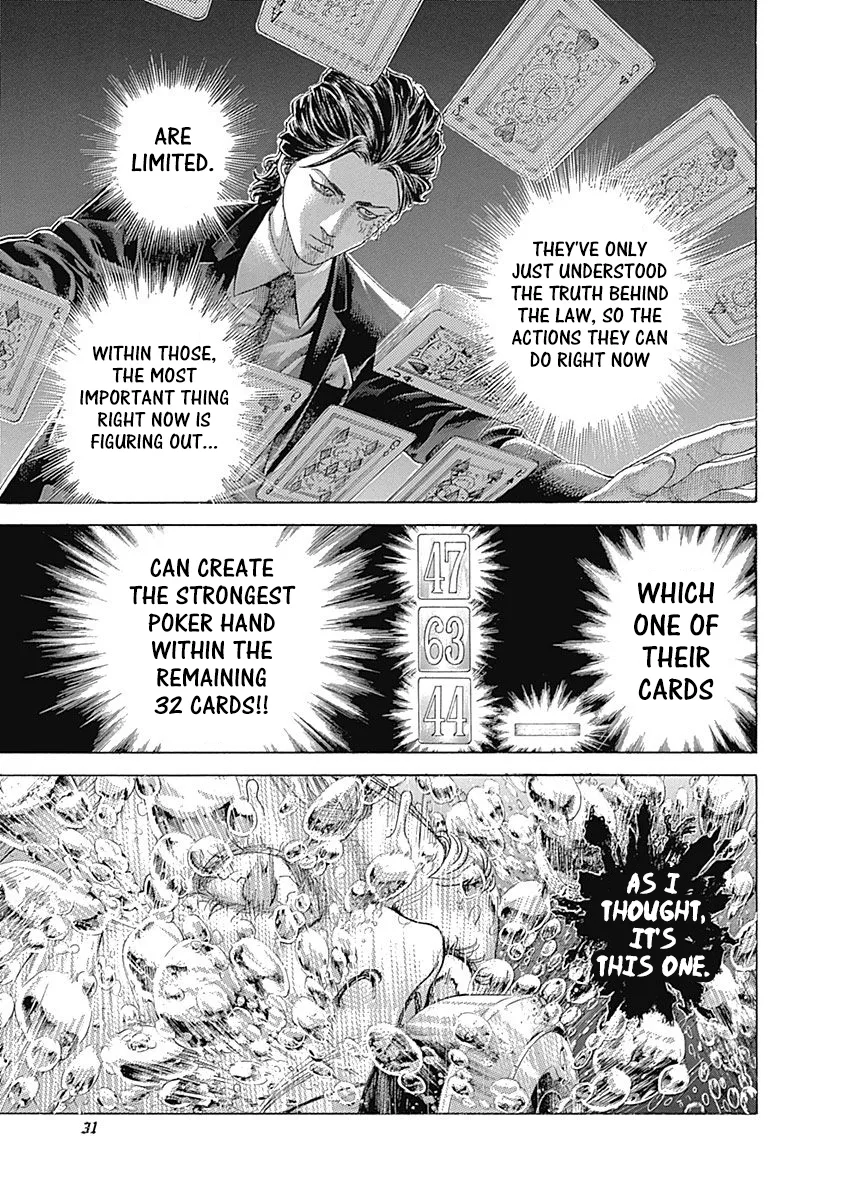 THEY'VE ONLY
JUST UNDERSTOOD
THE TRUTH BEHIND
THE LAW, SO THE
ACTIONS THEY CAN
DO RIGHT NOW
ARE
LIMITED.
WITHIN THOSE,
THE MOST
IMPORTANT THING
RIGHT NOW IS
FIGURING OUT...
WHICH
ONE OF
THEIR
CARDS
47
63
44
CAN CREATE
THE STRONGEST
POKER HAND
WITHIN THE
REMAINING
32 CARDS!!
AS I
THOUGHT,
IT'S
THIS ONE.
31